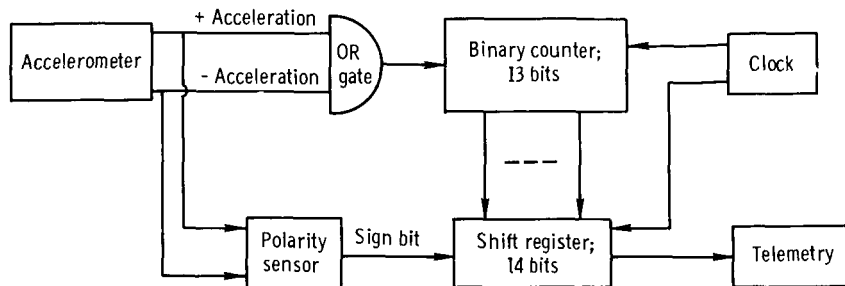 + Acceleration
Accelerometer
- Acceleration
OR
gate
Binary counter;
13 bits
Clock
Polarity
sensor
Sign bit
Shift register;
14 bits
Telemetry